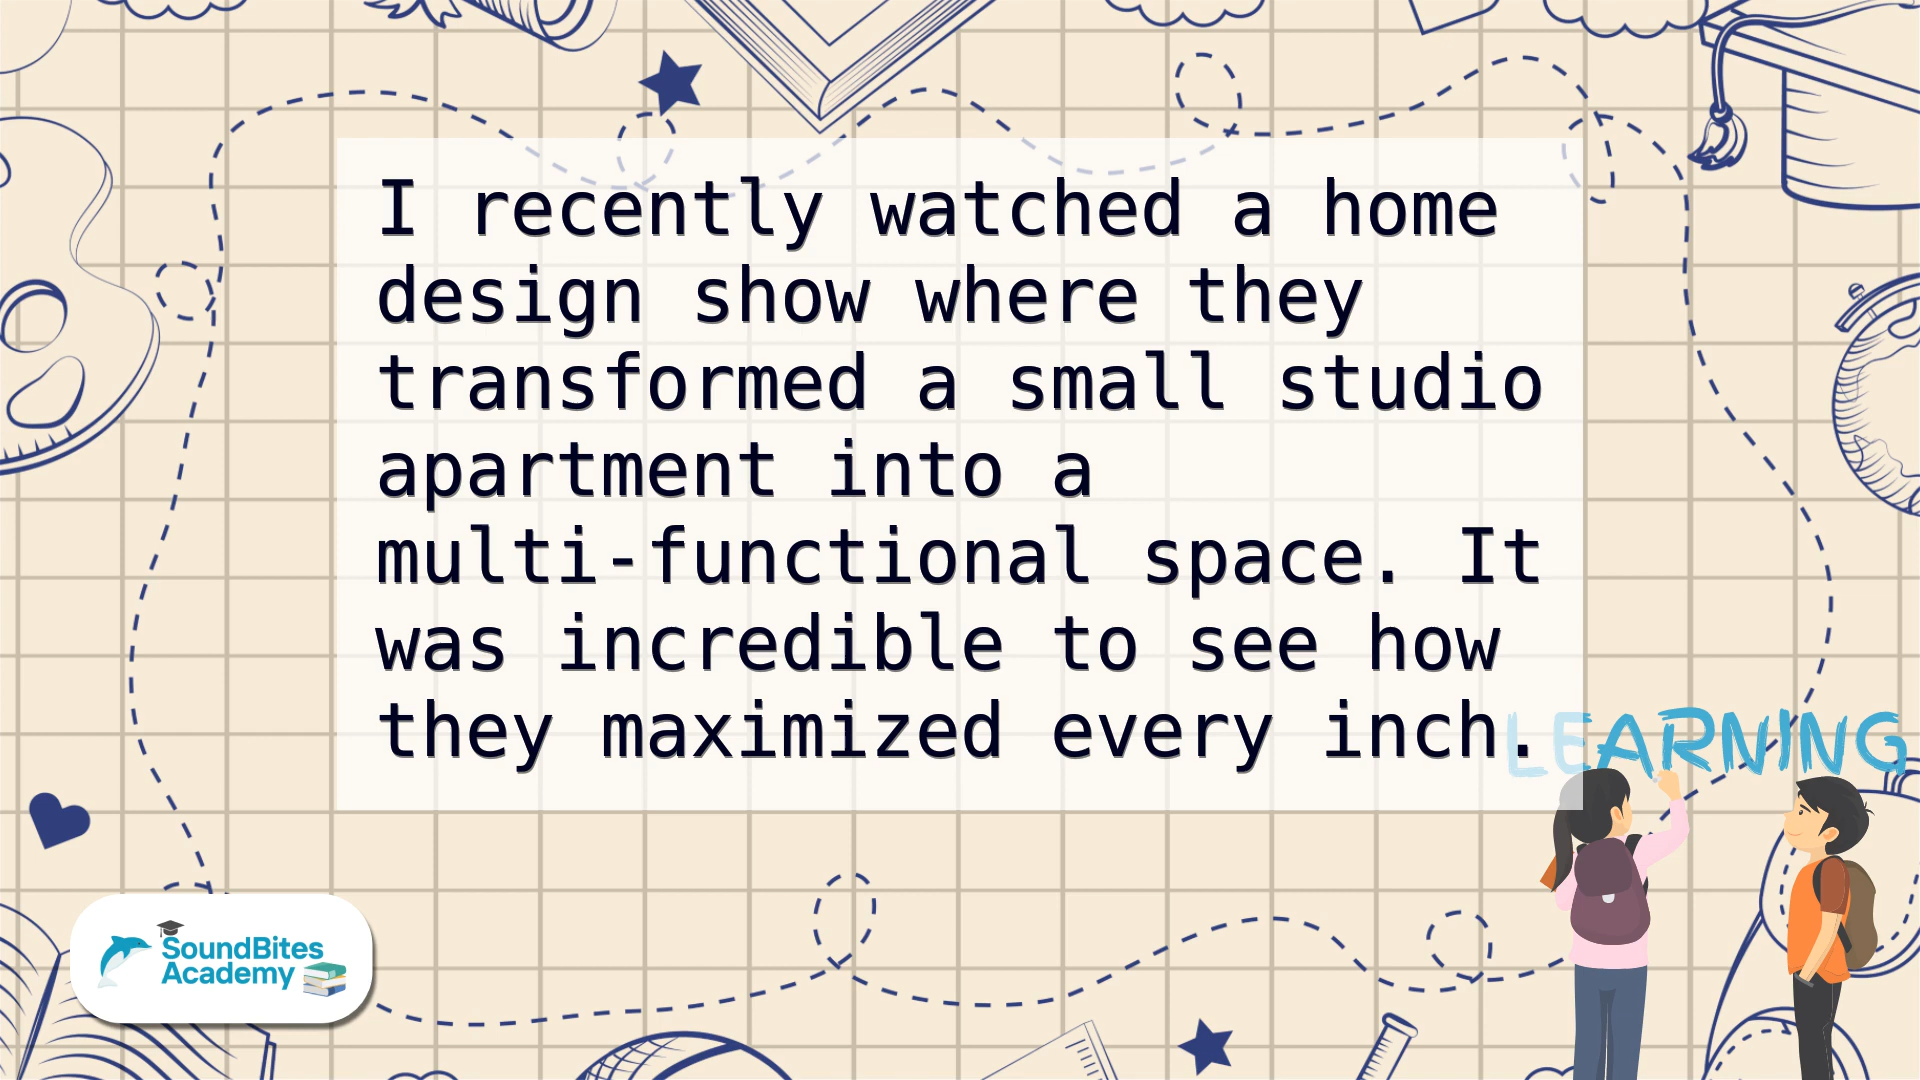 I recently watched a home
design show where they
transformed a small studio
apartment into a
multi-functional space. It
was incredible to see how
they maximized every inch.
LEARNING
SoundBites
Academy